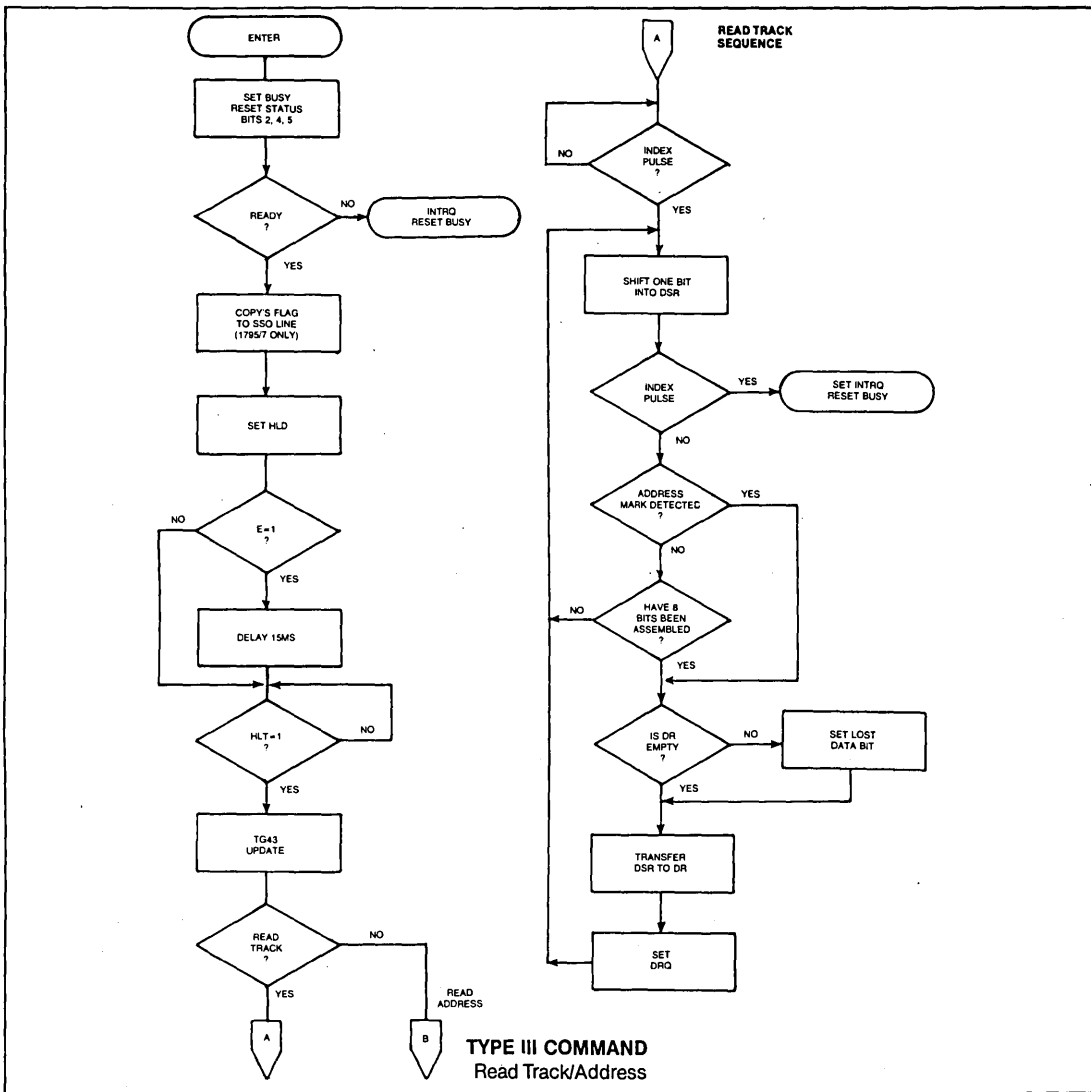 ENTER
SET BUSY
RESET STATUS
BITS 2, 4, 5
READY
?
NO
INTRQ
RESET BUSY
YES
COPY'S FLAG
TO SSO LINE
(1795/7 ONLY)
SET HLD
NO
E=1
?
YES
DELAY 15MS
HLT=1
?
NO
YES
TG43
UPDATE
READ
TRACK
?
NO
YES
READ
ADDRESS
A
B
A
READ TRACK
SEQUENCE
INDEX
PULSE
?
NO
YES
SHIFT ONE BIT
INTO DSR
INDEX
PULSE
YES
SET INTRQ
RESET BUSY
NO
ADDRESS
MARK DETECTED
?
YES
NO
HAVE 8
BITS BEEN
ASSEMBLED
?
NO
YES
IS DR
EMPTY
?
NO
SET LOST
DATA BIT
YES
TRANSFER
DSR TO DR
SET
DRQ
TYPE III COMMAND
Read Track/Address